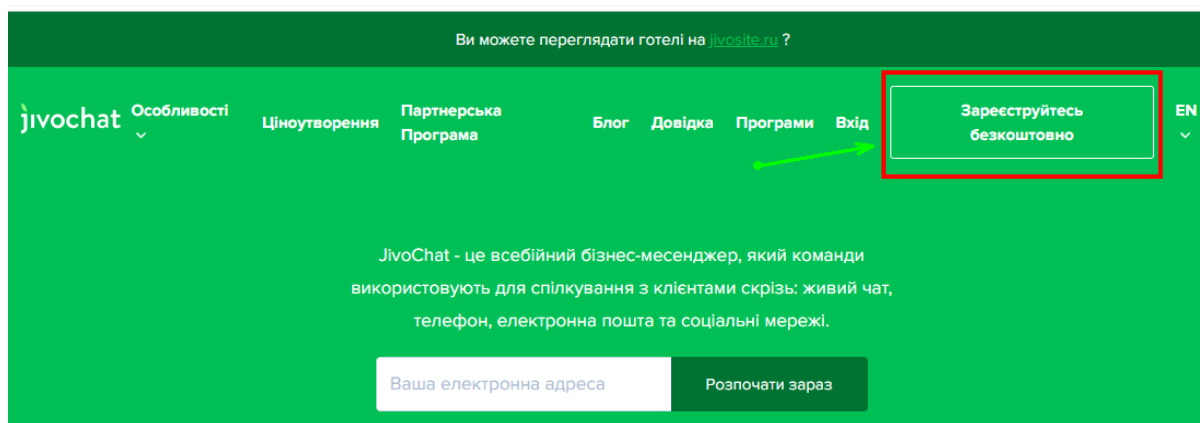 Ви можете переглядати готелі на jivosite.ru ?
jivochat Особливості Ціноутворення Партнерська Програма Блог Довідка Програми Вхід Зареєструйтесь безкоштовно EN
JivoChat - це всебійний бізнес-месенджер, який команди
використовують для спілкування з клієнтами скрізь: живий чат,
телефон, електронна пошта та соціальні мережі.
Ваша електронна адреса Розпочати зараз